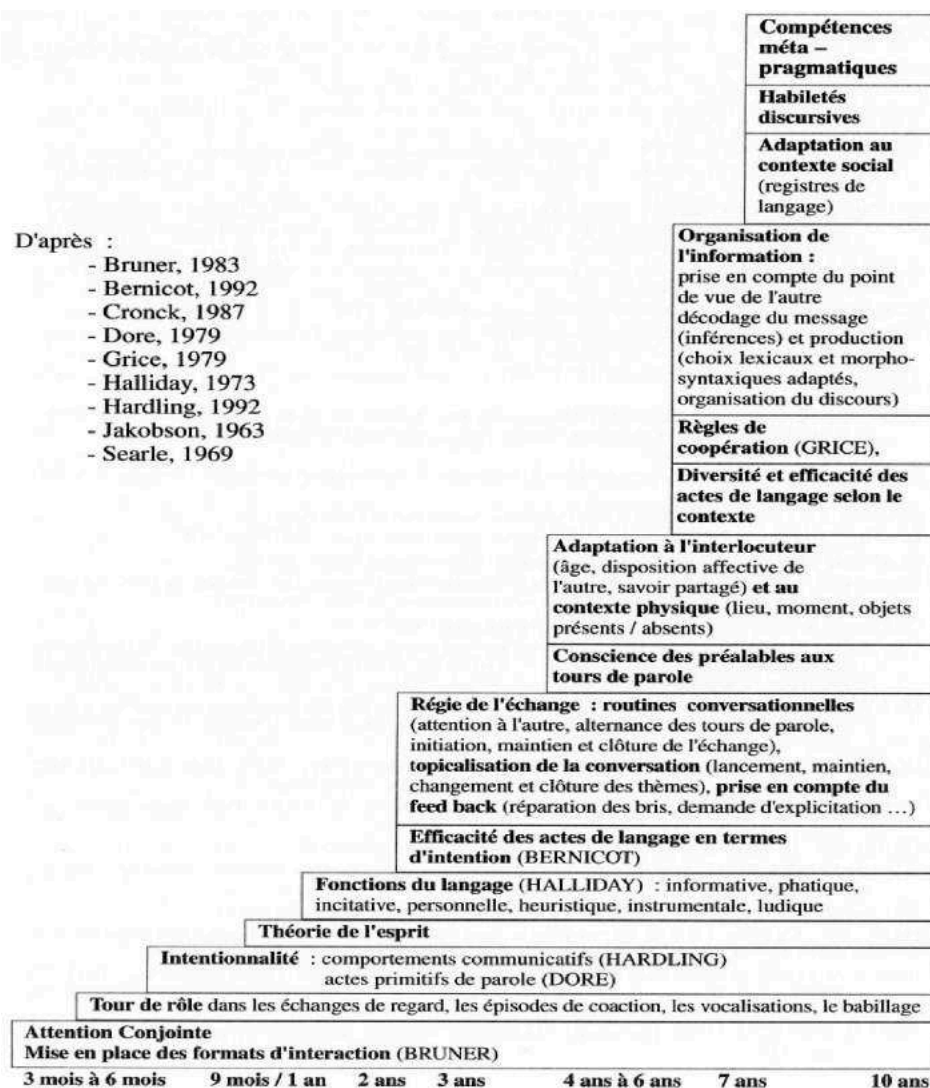 Compétences
méta –
pragmatiques
Habiletés
discursives
Adaptation au
contexte social
(registres de
langage)
D'après :
- Bruner, 1983
- Bernicot, 1992
- Cronck, 1987
- Dore, 1979
- Grice, 1979
- Halliday, 1973
- Hardling, 1992
- Jakobson, 1963
- Searle, 1969
Organisation de
l'information :
prise en compte du point
de vue de l'autre
décodage du message
(inférences) et production
(choix lexicaux et morpho-
syntaxiques adaptés,
organisation du discours)
Règles de
coopération (GRICE),
Diversité et efficacité des
actes de langage selon le
contexte
Adaptation à l'interlocuteur
(âge, disposition affective de
l'autre, savoir partagé) et au
contexte physique (lieu, moment, objets
présents / absents)
Conscience des préalables aux
tours de parole
Régie de l'échange : routines conversationnelles
(attention à l'autre, alternance des tours de parole,
initiation, maintien et clôture de l'échange),
topicalisation de la conversation (lancement, maintien,
changement et clôture des thèmes), prise en compte du
feed back (réparation des bris, demande d'explicitation ...)
Efficacité des actes de langage en termes
d'intention (BERNICOT)
Fonctions du langage (HALLIDAY) : informative, phatique,
incitative, personnelle, heuristique, instrumentale, ludique
Théorie de l'esprit
Intentionnalité : comportements communicatifs (HARDLING)
actes primitifs de parole (DORE)
Tour de rôle dans les échanges de regard, les épisodes de coaction, les vocalisations, le babillage
Attention Conjointe
Mise en place des formats d'interaction (BRUNER)
3 mois à 6 mois 9 mois / 1 an 2 ans 3 ans 4 ans à 6 ans 7 ans 10 ans